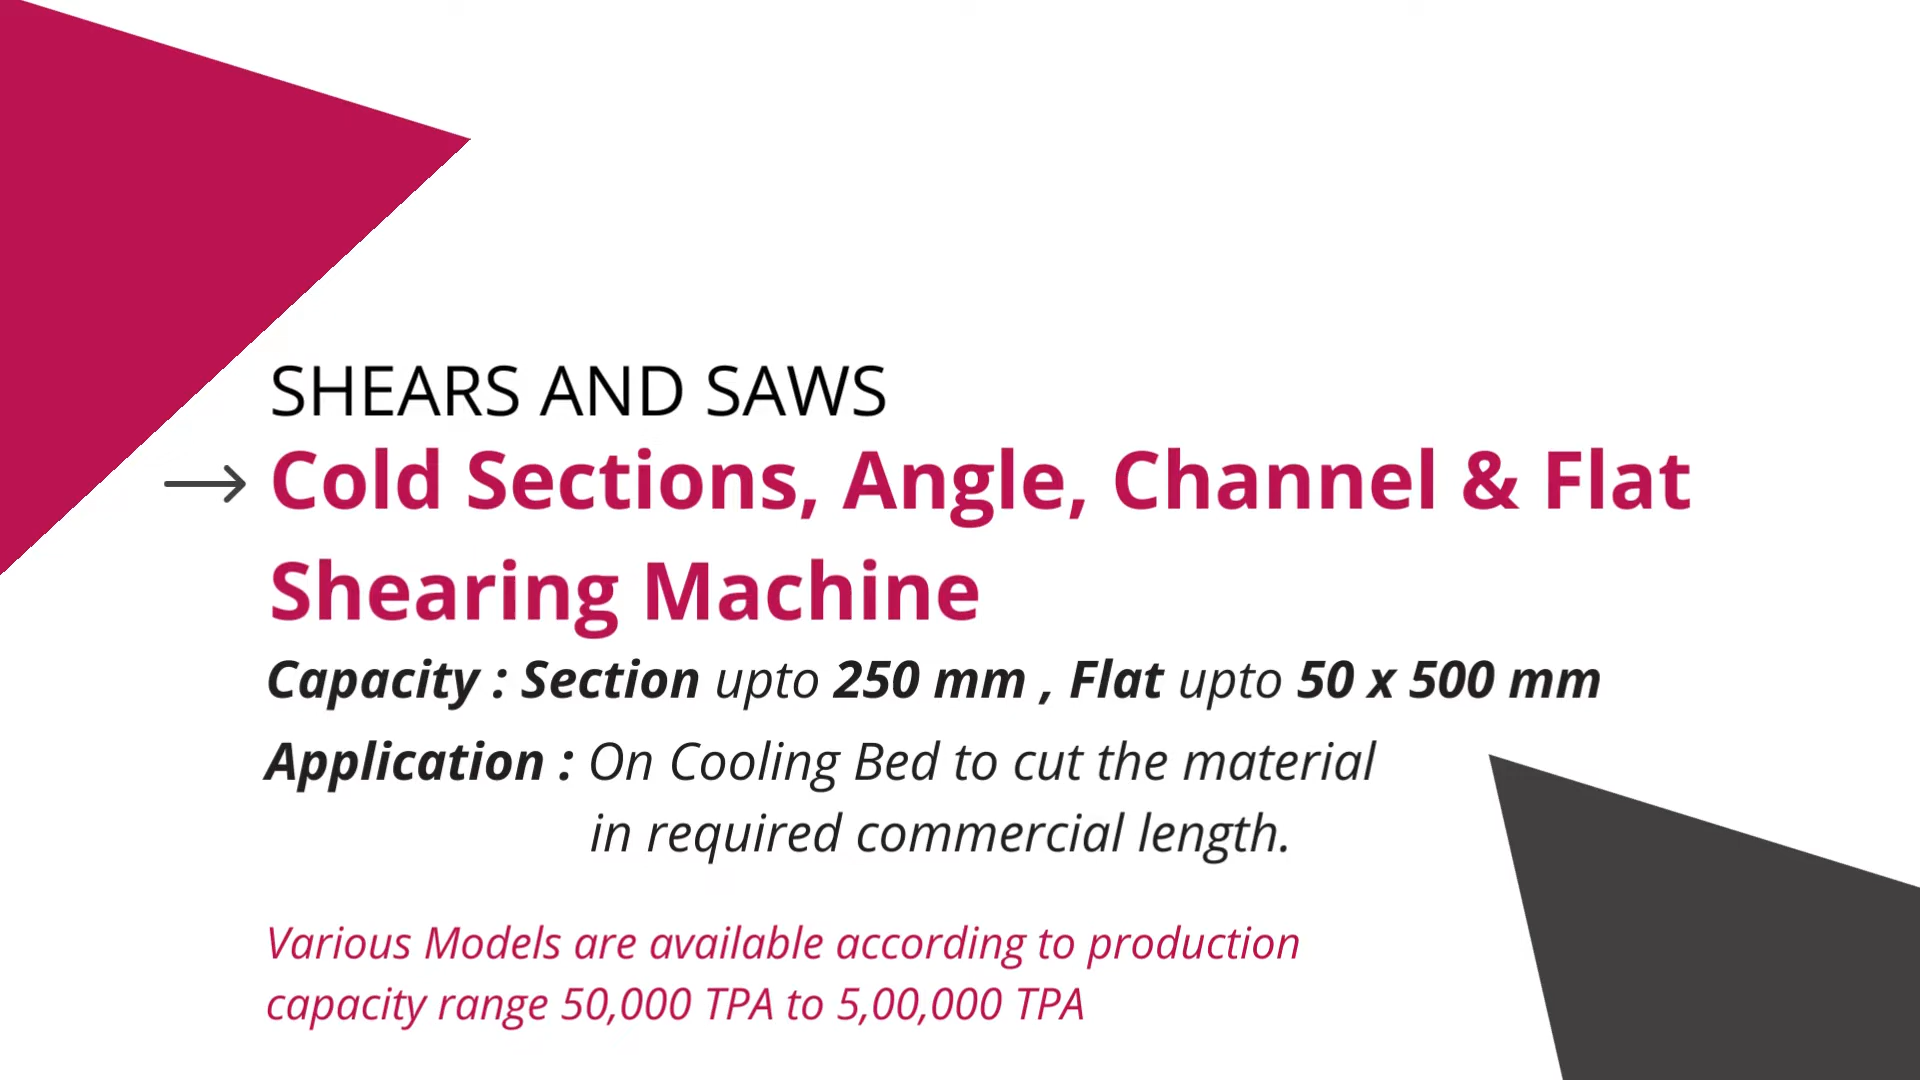 SHEARS AND SAWS
Cold Sections, Angle, Channel & Flat
Shearing Machine
Capacity : Section upto 250 mm , Flat upto 50 x 500 mm
Application : On Cooling Bed to cut the material
in required commercial length.
Various Models are available according to production
capacity range 50,000 TPA to 5,00,000 TPA